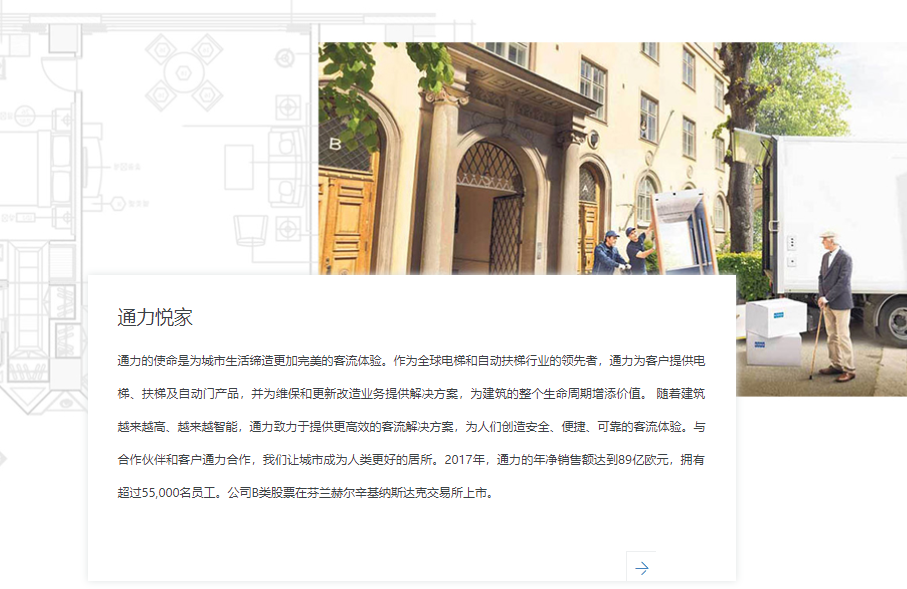 B
A
通力悦家
通力的使命是为城市生活缔造更加完美的客流体验。作为全球电梯和自动扶梯行业的领先者，通力为客户提供电
梯、扶梯及自动门产品，并为维保和更新改造业务提供解决方案，为建筑的整个生命周期增添价值。 随着建筑
越来越高、越来越智能，通力致力于提供更高效的客流解决方案，为人们创造安全、便捷、可靠的客流体验。与
合作伙伴和客户通力合作，我们让城市成为人类更好的居所。2017年，通力的年净销售额达到89亿欧元，拥有
超过55,000名员工。公司B类股票在芬兰赫尔辛基纳斯达克交易所上市。